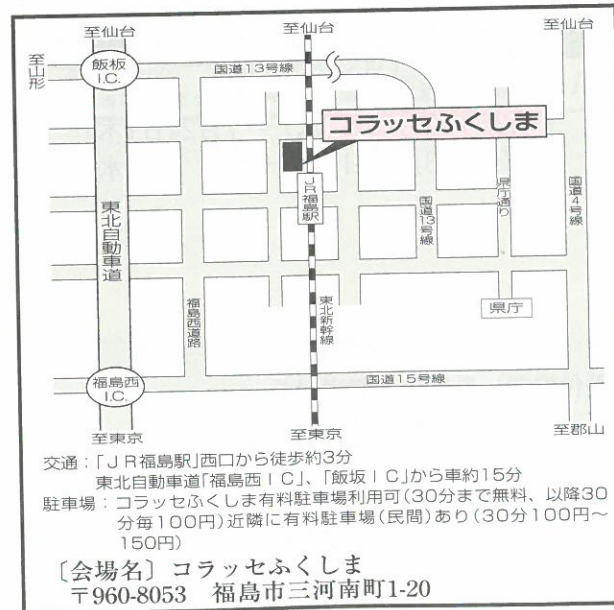 至仙台
至仙台
至仙台
至山形
飯坂I.C.
国道13号線
コラッセふくしま
JR福島駅
東北自動車道
国道13号線
県庁通り
国道4号線
福島西道路
東北新幹線
県庁
福島西I.C.
国道15号線
至東京
至東京
至郡山
交通：「ＪＲ福島駅」西口から徒歩約3分
東北自動車道「福島西ＩＣ」、「飯坂ＩＣ」から車約15分
駐車場：コラッセふくしま有料駐車場利用可(30分まで無料、以降30
分毎100円)近隣に有料駐車場(民間)あり(30分100円～
150円)
〔会場名〕コラッセふくしま
〒960-8053　福島市三河南町1-20